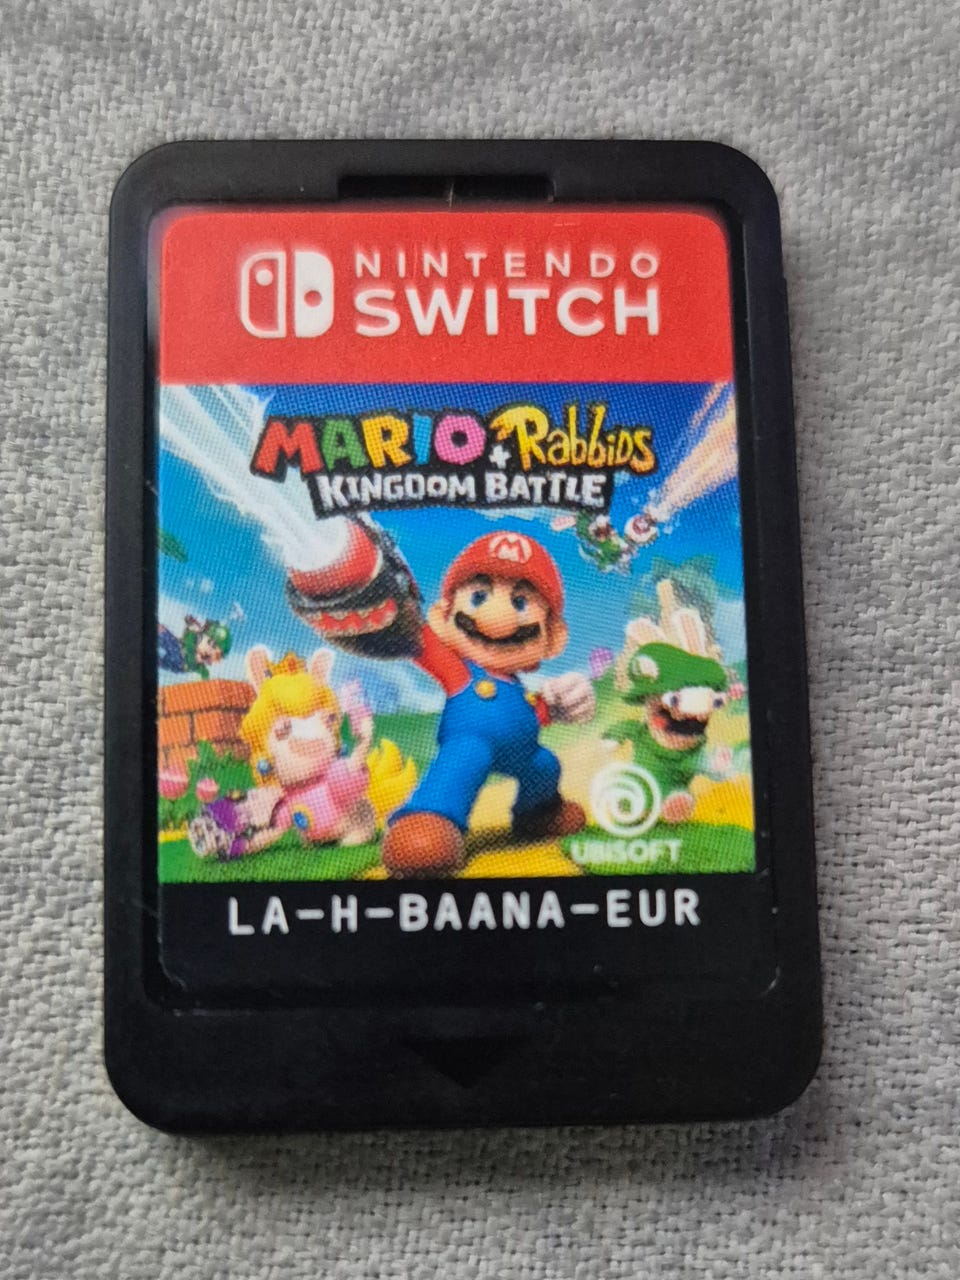 NINTENDO
SWITCH
MARIO + Rabbids
KINGDOM BATTLE
M
UBISOFT
LA-H-BAANA-EUR